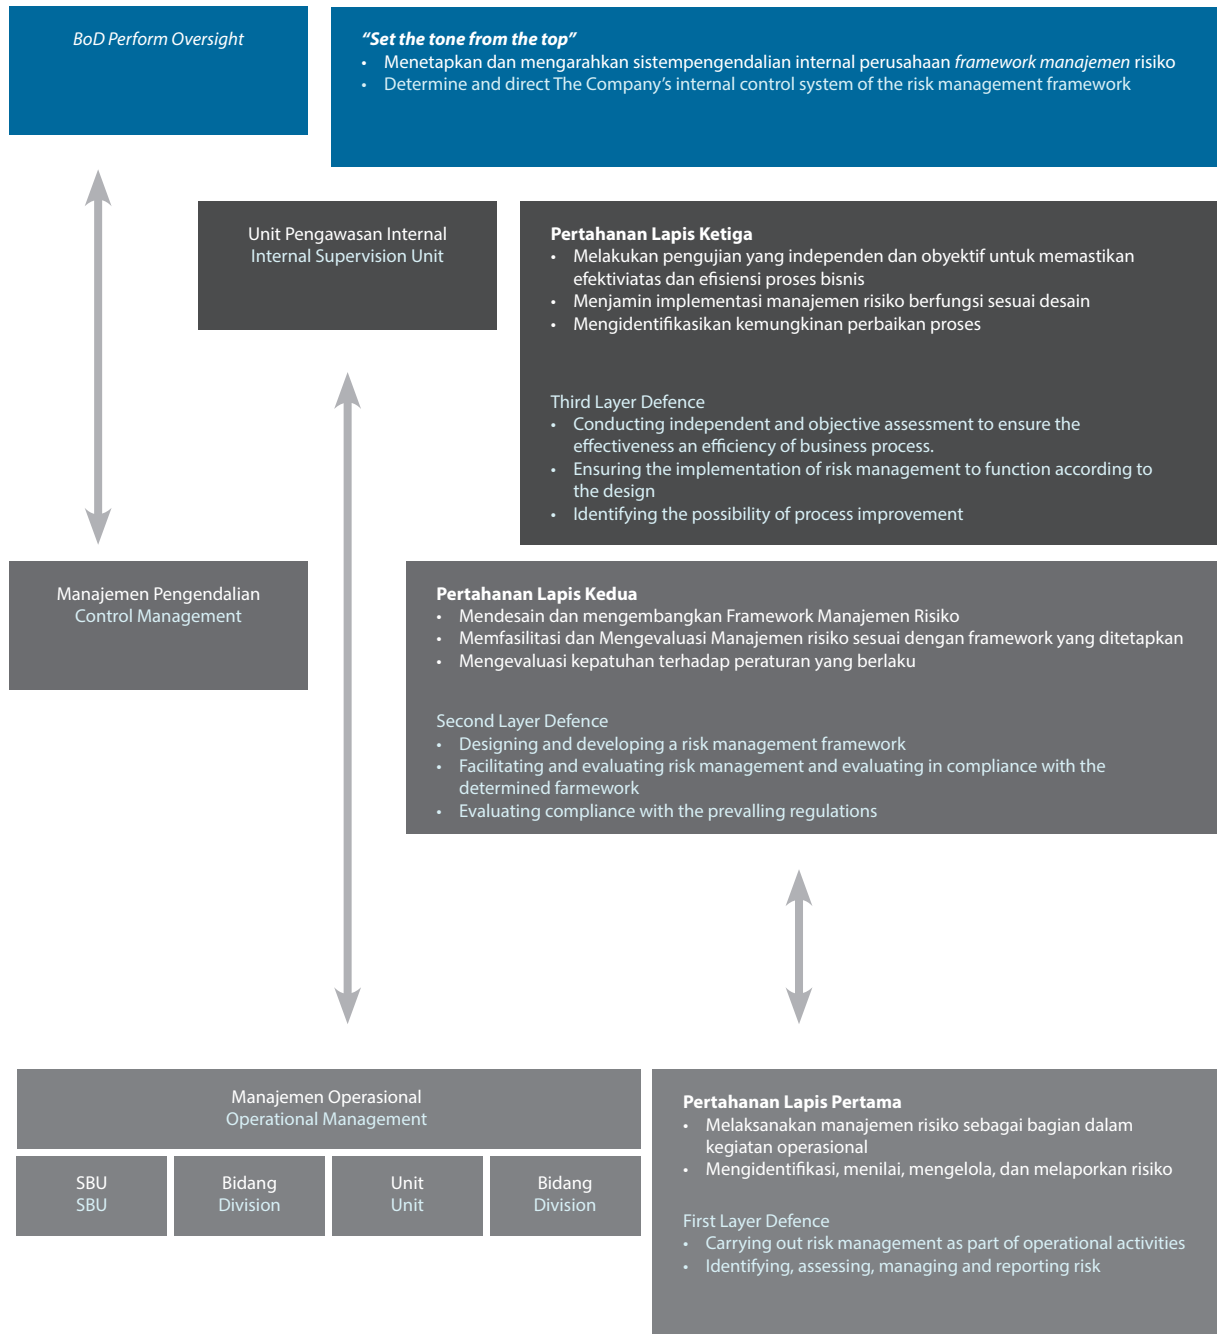 BoD Perform Oversight
“Set the tone from the top”
• Menetapkan dan mengarahkan sistempengendalian internal perusahaan framework manajemen risiko
• Determine and direct The Company’s internal control system of the risk management framework
Unit Pengawasan Internal
Internal Supervision Unit
Pertahanan Lapis Ketiga
• Melakukan pengujian yang independen dan obyektif untuk memastikan
efektiviatas dan efisiensi proses bisnis
• Menjamin implementasi manajemen risiko berfungsi sesuai desain
• Mengidentifikasikan kemungkinan perbaikan proses
Third Layer Defence
• Conducting independent and objective assessment to ensure the
effectiveness an efficiency of business process.
• Ensuring the implementation of risk management to function according to
the design
• Identifying the possibility of process improvement
Manajemen Pengendalian
Control Management
Pertahanan Lapis Kedua
• Mendesain dan mengembangkan Framework Manajemen Risiko
• Memfasilitasi dan Mengevaluasi Manajemen risiko sesuai dengan framework yang ditetapkan
• Mengevaluasi kepatuhan terhadap peraturan yang berlaku
Second Layer Defence
• Designing and developing a risk management framework
• Facilitating and evaluating risk management and evaluating in compliance with the
determined farmework
• Evaluating compliance with the prevalling regulations
Manajemen Operasional
Operational Management
SBU
SBU
Bidang
Division
Unit
Unit
Bidang
Division
Pertahanan Lapis Pertama
• Melaksanakan manajemen risiko sebagai bagian dalam
kegiatan operasional
• Mengidentifikasi, menilai, mengelola, dan melaporkan risiko
First Layer Defence
• Carrying out risk management as part of operational activities
• Identifying, assessing, managing and reporting risk